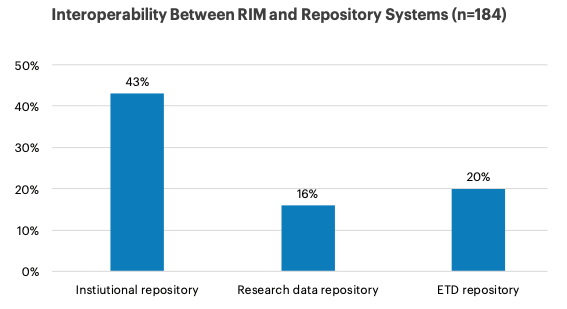 Interoperability Between RIM and Repository Systems (n=184)
50%
40%
30%
20%
10%
0%
43%
16%
20%
Instiutional repository
Research data repository
ETD repository